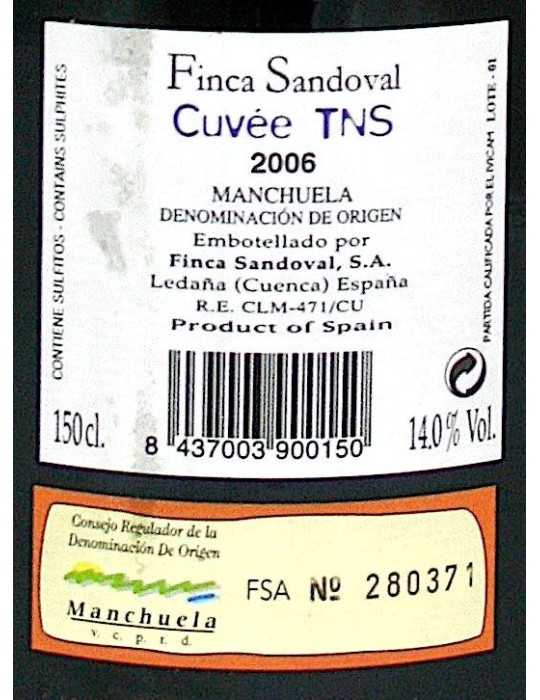 Finca Sandoval
Cuvée TNS
2006
MANCHUELA
DENOMINACIÓN DE ORIGEN
Embotellado por
Finca Sandoval, S.A.
Ledaña (Cuenca) España
R.E. CLM-471/CU
Product of Spain
CONTIENE SULFITOS - CONTAINS SULPHITES
PARTIDA CALIFICADA POR EL IVICAM LOTE - 01
150cl.
8 437003 900150
14.0% Vol.
Consejo Regulador de la
Denominación De Origen
Manchuela
v. c. p. r. d.
FSA Nº 280371